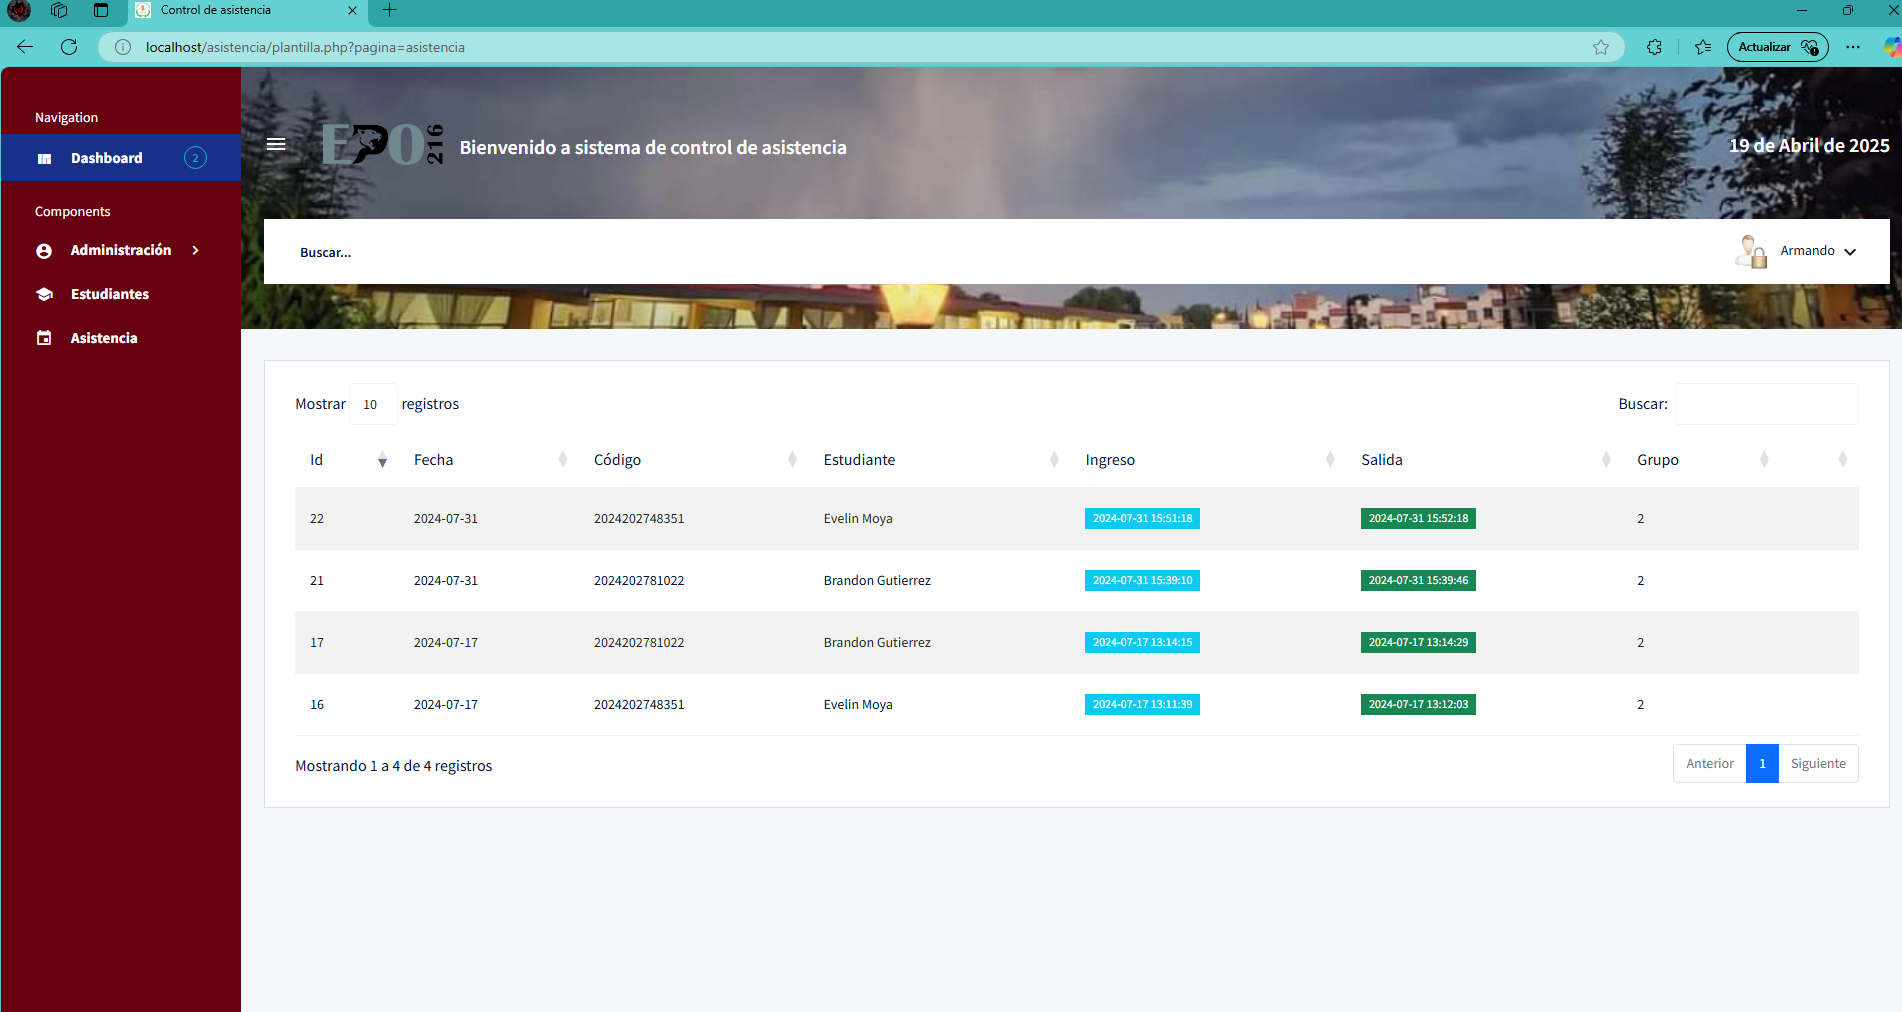 Control de asistencia
localhost/asistencia/plantilla.php?pagina=asistencia
Actualizar
Navigation
Dashboard 2
Components
Administración
Estudiantes
Asistencia
EPO 216
Bienvenido a sistema de control de asistencia
19 de Abril de 2025
Buscar...
Armando
Mostrar 10 registros
Buscar:
Id Fecha Código Estudiante Ingreso Salida Grupo
22 2024-07-31 2024202748351 Evelin Moya 2024-07-31 15:51:18 2024-07-31 15:52:18 2
21 2024-07-31 2024202781022 Brandon Gutierrez 2024-07-31 15:39:10 2024-07-31 15:39:46 2
17 2024-07-17 2024202781022 Brandon Gutierrez 2024-07-17 13:14:15 2024-07-17 13:14:29 2
16 2024-07-17 2024202748351 Evelin Moya 2024-07-17 13:11:39 2024-07-17 13:12:03 2
Mostrando 1 a 4 de 4 registros
Anterior 1 Siguiente